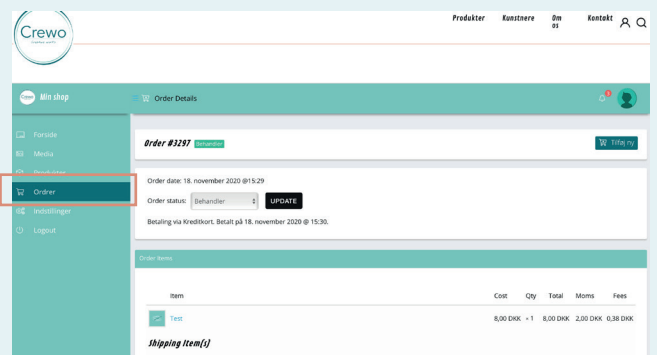 Crewo
Produkter
Kunstnere
Om os
Kontakt
Min shop
Order Details
3
Forside
Media
Produkter
Ordrer
Indstillinger
Logout
Order #3297 Behandler
Tilføj ny
Order date: 18. november 2020 @15:29
Order status: Behandler UPDATE
Betaling via Kreditkort. Betalt på 18. november 2020 @ 15:30.
Order Items
Item Cost Qty Total Moms Fees
Test 8,00 DKK × 1 8,00 DKK 2,00 DKK 0,38 DKK
Shipping Item(s)